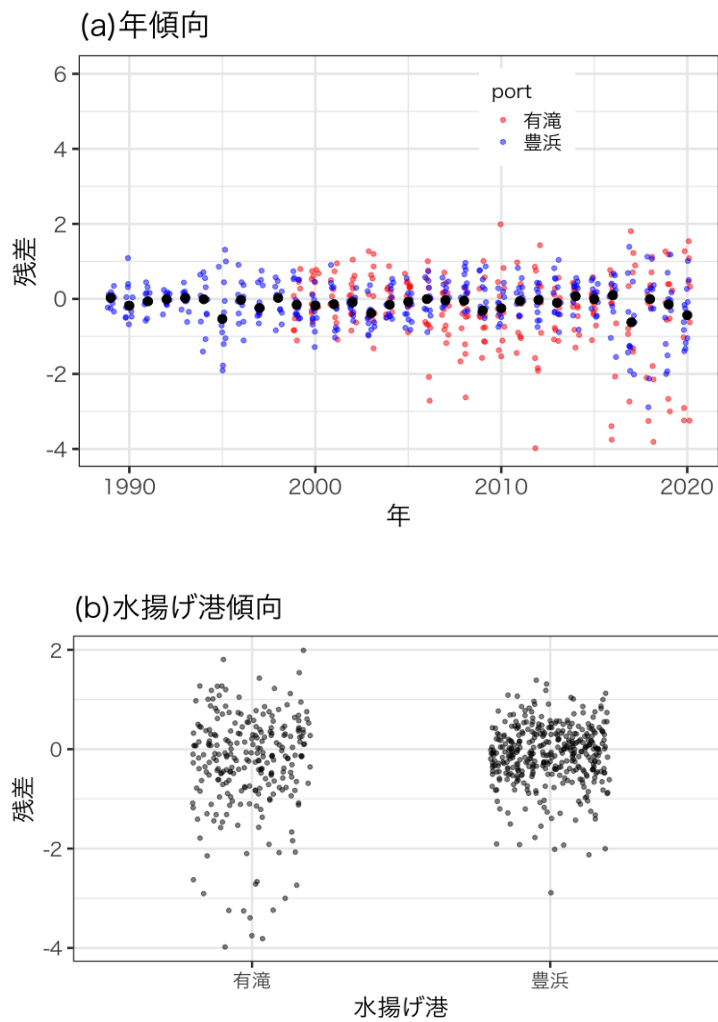 (a)年傾向
6
4
2
0
-2
-4
残差
port
有滝
豊浜
1990
2000
2010
2020
年
(b)水揚げ港傾向
2
0
-2
-4
残差
有滝
豊浜
水揚げ港